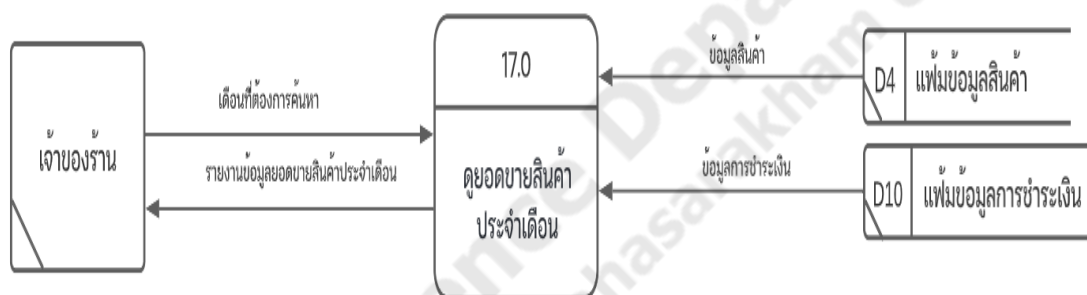 เจ้าของร้าน
เดือนที่ต้องการค้นหา
รายงานข้อมูลยอดขายสินค้าประจำเดือน
17.0
ดูยอดขายสินค้า
ประจำเดือน
ข้อมูลสินค้า
D4 แฟ้มข้อมูลสินค้า
ข้อมูลการชำระเงิน
D10 แฟ้มข้อมูลการชำระเงิน